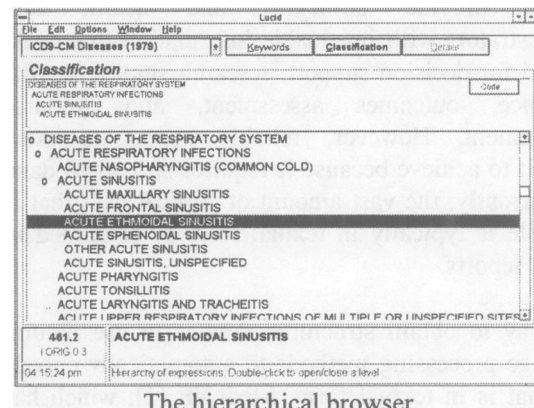 Lucid
File Edit Options Window Help
ICD9-CM Diseases (1979) Keywords Classification Details
Classification
DISEASES OF THE RESPIRATORY SYSTEM Code...
ACUTE RESPIRATORY INFECTIONS
ACUTE SINUSITIS
ACUTE ETHMOIDAL SINUSITIS
o DISEASES OF THE RESPIRATORY SYSTEM
o ACUTE RESPIRATORY INFECTIONS
ACUTE NASOPHARYNGITIS (COMMON COLD)
o ACUTE SINUSITIS
ACUTE MAXILLARY SINUSITIS
ACUTE FRONTAL SINUSITIS
ACUTE ETHMOIDAL SINUSITIS
ACUTE SPHENOIDAL SINUSITIS
OTHER ACUTE SINUSITIS
ACUTE SINUSITIS, UNSPECIFIED
ACUTE PHARYNGITIS
ACUTE TONSILLITIS
ACUTE LARYNGITIS AND TRACHEITIS
ACUTE UPPER RESPIRATORY INFECTIONS OF MULTIPLE OR UNSPECIFIED SITES
461.2 ACUTE ETHMOIDAL SINUSITIS
04:15:24 pm Hierarchy of expressions. Double-click to open/close a level
The hierarchical browser